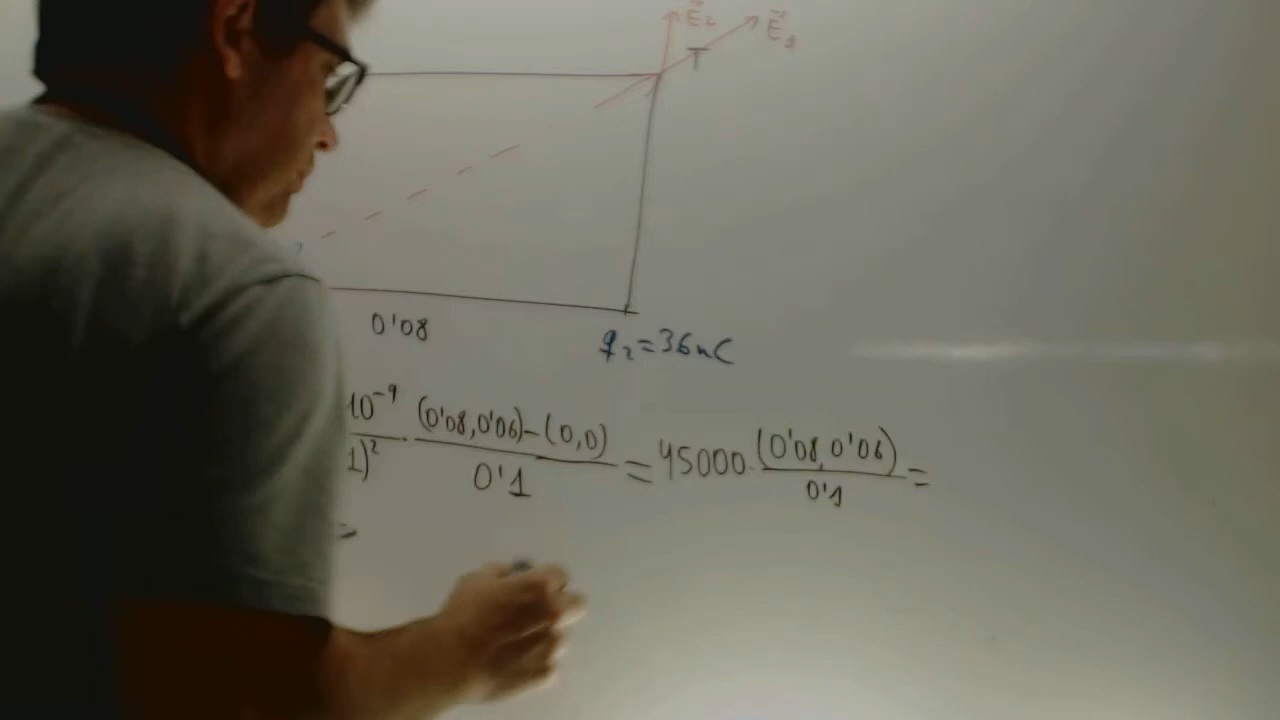 E₂ E₁
T
0'08
q₂=36nC
10⁻⁹ (0'08,0'06)-(0,0) = 45000·(0'08,0'06) =
1)² · 0'1 0'1
=